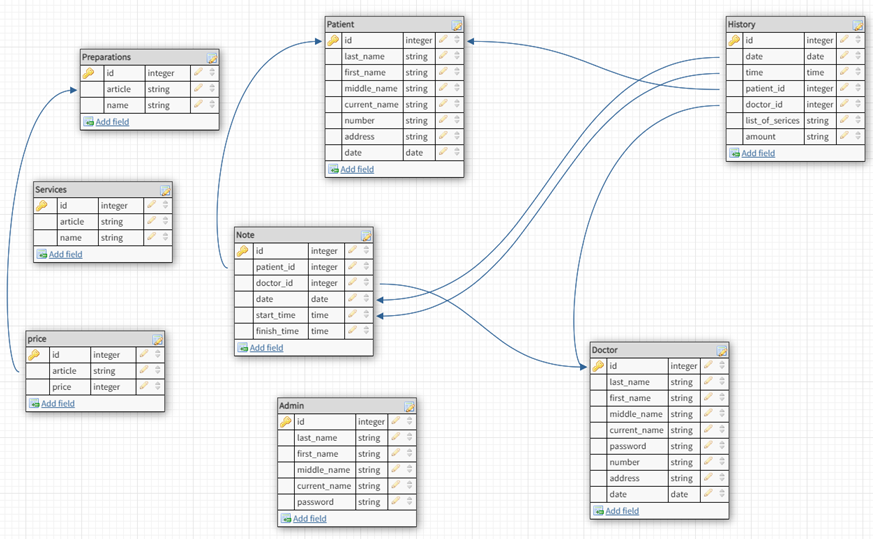 Preparations
id integer
article string
name string
Add field
Services
id integer
article string
name string
Add field
price
id integer
article string
price integer
Add field
Patient
id integer
last_name string
first_name string
middle_name string
current_name string
number string
address string
date date
Add field
Note
id integer
patient_id integer
doctor_id integer
date date
start_time time
finish_time time
Add field
Admin
id integer
last_name string
first_name string
middle_name string
current_name string
password string
Add field
History
id integer
date date
time time
patient_id integer
doctor_id integer
list_of_serices string
amount string
Add field
Doctor
id integer
last_name string
first_name string
middle_name string
current_name string
password string
number string
address string
date date
Add field